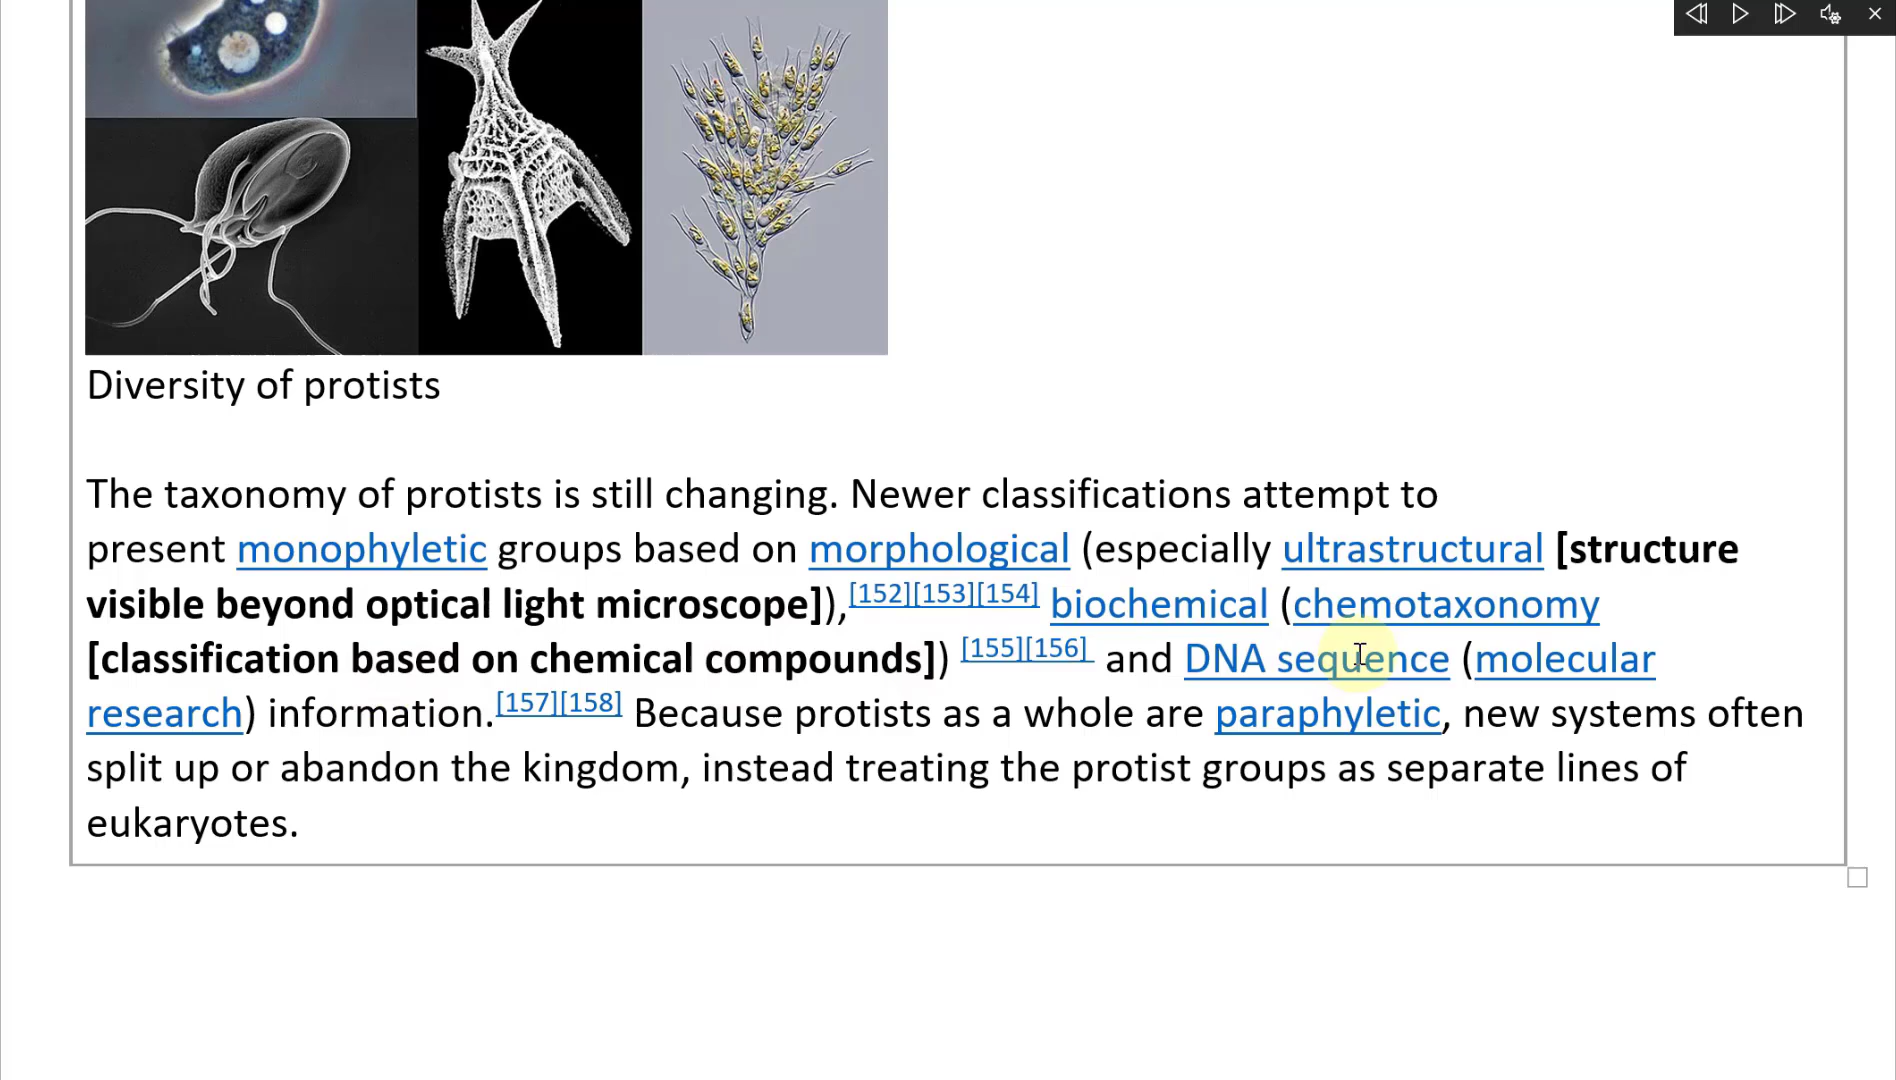 Diversity of protists
The taxonomy of protists is still changing. Newer classifications attempt to
present monophyletic groups based on morphological (especially ultrastructural [structure
visible beyond optical light microscope]),[152][153][154] biochemical (chemotaxonomy
[classification based on chemical compounds]) [155][156] and DNA sequence (molecular
research) information.[157][158] Because protists as a whole are paraphyletic, new systems often
split up or abandon the kingdom, instead treating the protist groups as separate lines of
eukaryotes.